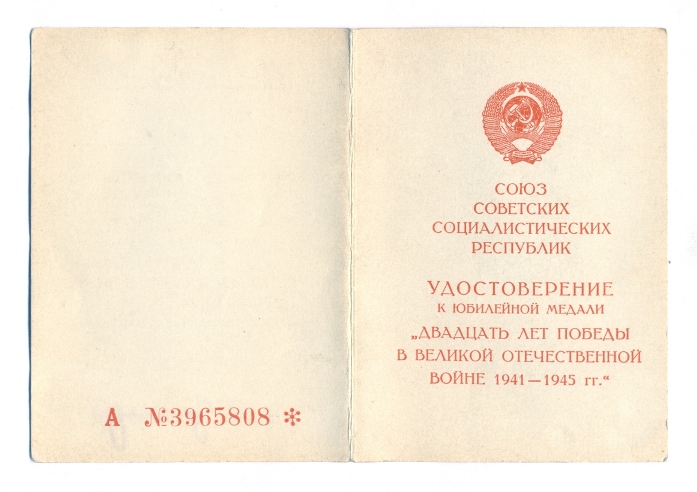 А №3965808 *
СОЮЗ
СОВЕТСКИХ
СОЦИАЛИСТИЧЕСКИХ
РЕСПУБЛИК
УДОСТОВЕРЕНИЕ
К ЮБИЛЕЙНОЙ МЕДАЛИ
„ДВАДЦАТЬ ЛЕТ ПОБЕДЫ
В ВЕЛИКОЙ ОТЕЧЕСТВЕННОЙ
ВОЙНЕ 1941—1945 гг.“